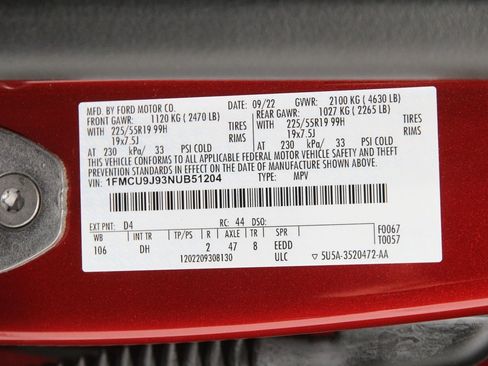 MFD. BY FORD MOTOR CO.
DATE: 09/22 GVWR: 2100 KG ( 4630 LB)
FRONT GAWR: 1120 KG ( 2470 LB) REAR GAWR: 1027 KG ( 2265 LB)
WITH 225/55R19 99H TIRES WITH 225/55R19 99H TIRES
19x7.5J RIMS 19x7.5J RIMS
AT 230 kPa/ 33 PSI COLD AT 230 kPa/ 33 PSI COLD
THIS VEHICLE CONFORMS TO ALL APPLICABLE FEDERAL MOTOR VEHICLE SAFETY AND THEFT PREVENTION
STANDARDS IN EFFECT ON THE DATE OF MANUFACTURE SHOWN ABOVE.
VIN: 1FMCU9J93NUB51204 TYPE: MPV
EXT PNT: D4 RC: 44 DSO: F0067
WB INT TR TP/PS R AXLE TR SPR T0057
106 DH 2 47 8 EEDD
1202209308130 ULC ▽ 5U5A-3520472-AA